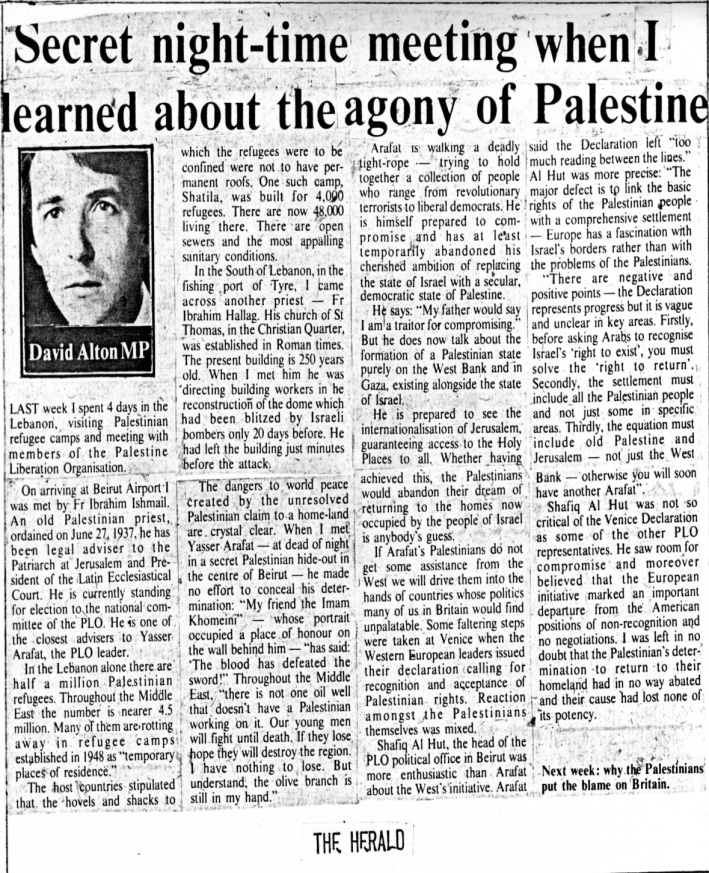 Secret night-time meeting when I
learned about the agony of Palestine
David Alton MP
LAST week I spent 4 days in the
Lebanon, visiting Palestinian
refugee camps and meeting with
members of the Palestine
Liberation Organisation.
On arriving at Beirut Airport I
was met by Fr Ibrahim Ishmail.
An old Palestinian priest,
ordained on June 27, 1937, he has
been legal adviser to the
Patriarch at Jerusalem and Pre-
sident of the Latin Ecclesiastical
Court. He is currently standing
for election to the national com-
mittee of the PLO. He is one of
the closest advisers to Yasser
Arafat, the PLO leader.
In the Lebanon alone there are
half a million Palestinian
refugees. Throughout the Middle
East the number is nearer 4.5
million. Many of them are rotting
away in refugee camps
established in 1948 as "temporary
places of residence."
The host countries stipulated
that the hovels and shacks to
which the refugees were to be
confined were not to have per-
manent roofs. One such camp,
Shatila, was built for 4,000
refugees. There are now 48,000
living there. There are open
sewers and the most appalling
sanitary conditions.
In the South of Lebanon, in the
fishing port of Tyre, I came
across another priest — Fr
Ibrahim Hallag. His church of St
Thomas, in the Christian Quarter,
was established in Roman times.
The present building is 250 years
old. When I met him he was
directing building workers in he
reconstruction of the dome which
had been blitzed by Israeli
bombers only 20 days before. He
had left the building just minutes
before the attack.
The dangers to world peace
created by the unresolved
Palestinian claim to a home-land
are crystal clear. When I met
Yasser Arafat — at dead of night
in a secret Palestinian hide-out in
the centre of Beirut — he made
no effort to conceal his deter-
mination: "My friend the Imam
Khomeini" — whose portrait
occupied a place of honour on
the wall behind him — "has said:
'The blood has defeated the
sword!" Throughout the Middle
East, "there is not one oil well
that doesn't have a Palestinian
working on it. Our young men
will fight until death. If they lose
hope they will destroy the region.
I have nothing to lose. But
understand, the olive branch is
still in my hand."
Arafat is walking a deadly
tight-rope — trying to hold
together a collection of people
who range from revolutionary
terrorists to liberal democrats. He
is himself prepared to com-
promise and has at least
temporarily abandoned his
cherished ambition of replacing
the state of Israel with a secular,
democratic state of Palestine.
He says: "My father would say
I am a traitor for compromising."
But he does now talk about the
formation of a Palestinian state
purely on the West Bank and in
Gaza, existing alongside the state
of Israel.
He is prepared to see the
internationalisation of Jerusalem,
guaranteeing access to the Holy
Places to all. Whether having
achieved this, the Palestinians
would abandon their dream of
returning to the homes now
occupied by the people of Israel
is anybody's guess.
If Arafat's Palestinians do not
get some assistance from the
West we will drive them into the
hands of countries whose politics
many of us in Britain would find
unpalatable. Some faltering steps
were taken at Venice when the
Western European leaders issued
their declaration calling for
recognition and acceptance of
Palestinian rights. Reaction
amongst the Palestinians
themselves was mixed.
Shafiq Al Hut, the head of the
PLO political office in Beirut was
more enthusiastic than Arafat
about the West's initiative. Arafat
said the Declaration left "too
much reading between the lines."
Al Hut was more precise: "The
major defect is to link the basic
rights of the Palestinian people
with a comprehensive settlement
— Europe has a fascination with
Israel's borders rather than with
the problems of the Palestinians.
"There are negative and
positive points — the Declaration
represents progress but it is vague
and unclear in key areas. Firstly,
before asking Arabs to recognise
Israel's 'right to exist', you must
solve the 'right to return'.
Secondly, the settlement must
include all the Palestinian people
and not just some in specific
areas. Thirdly, the equation must
include old Palestine and
Jerusalem — not just the West
Bank — otherwise you will soon
have another Arafat".
Shafiq Al Hut was not so
critical of the Venice Declaration
as some of the other PLO
representatives. He saw room for
compromise and moreover
believed that the European
initiative marked an important
departure from the American
positions of non-recognition and
no negotiations. I was left in no
doubt that the Palestinian's deter-
mination to return to their
homeland had in no way abated
and their cause had lost none of
its potency.
Next week: why the Palestinians
put the blame on Britain.
THE HERALD